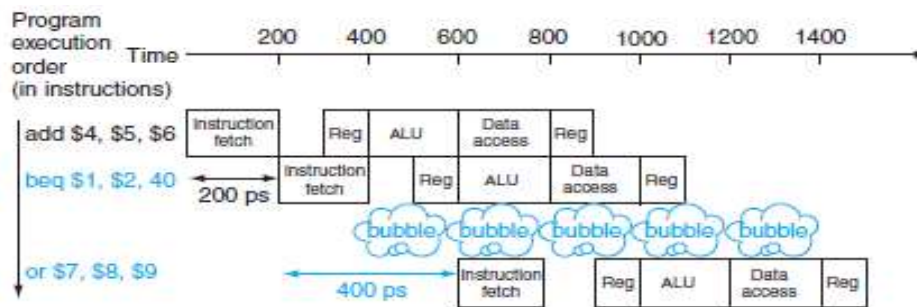 Program
execution
order
(in instructions)
Time
200 400 600 800 1000 1200 1400
add $4, $5, $6
Instruction
fetch
Reg
ALU
Data
access
Reg
beq $1, $2, 40
200 ps
Instruction
fetch
Reg
ALU
Data
access
Reg
bubble bubble bubble bubble bubble
or $7, $8, $9
400 ps
Instruction
fetch
Reg
ALU
Data
access
Reg